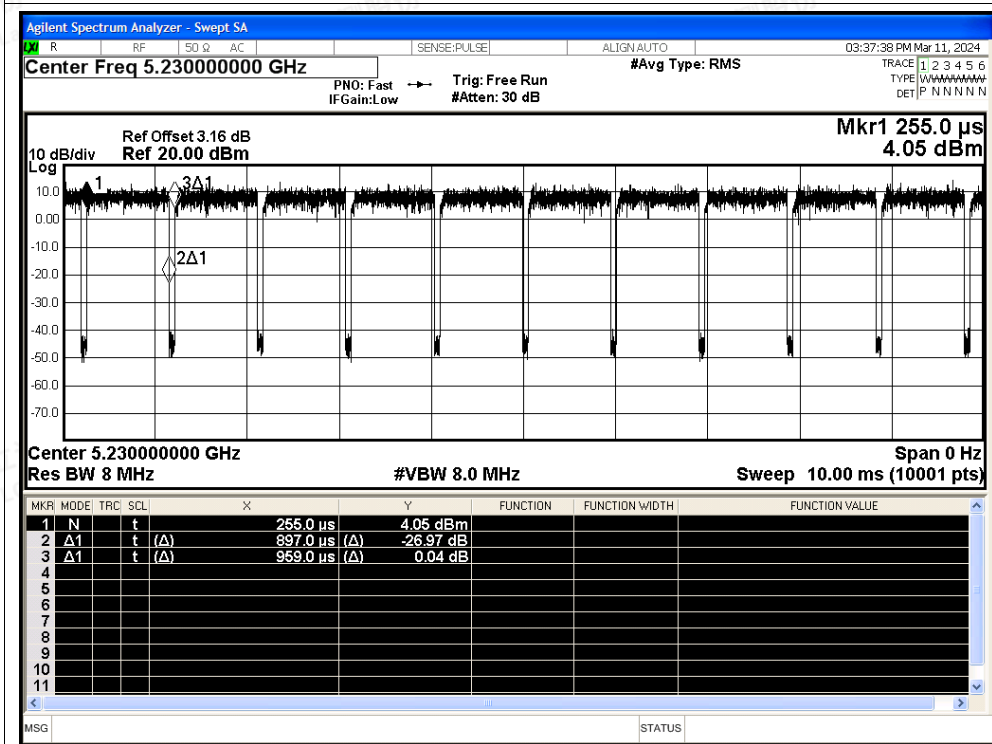 Agilent Spectrum Analyzer - Swept SA
LXI R RF 50 Ω AC SENSE:PULSE ALIGN AUTO 03:37:38 PM Mar 11, 2024
Center Freq 5.230000000 GHz #Avg Type: RMS TRACE 1 2 3 4 5 6
PNO: Fast Trig: Free Run TYPE W
IFGain:Low #Atten: 30 dB DET P N N N N N
Mkr1 255.0 µs
Ref Offset 3.16 dB
10 dB/div Ref 20.00 dBm 4.05 dBm
Log
1 3Δ1
10.0
0.00
-10.0
2Δ1
-20.0
-30.0
-40.0
-50.0
-60.0
-70.0
Center 5.230000000 GHz Span 0 Hz
Res BW 8 MHz #VBW 8.0 MHz Sweep 10.00 ms (10001 pts)
MKR MODE TRC SCL X Y FUNCTION FUNCTION WIDTH FUNCTION VALUE
1 N t 255.0 µs 4.05 dBm
2 Δ1 t (Δ) 897.0 µs (Δ) -26.97 dB
3 Δ1 t (Δ) 959.0 µs (Δ) 0.04 dB
4
5
6
7
8
9
10
11
MSG STATUS